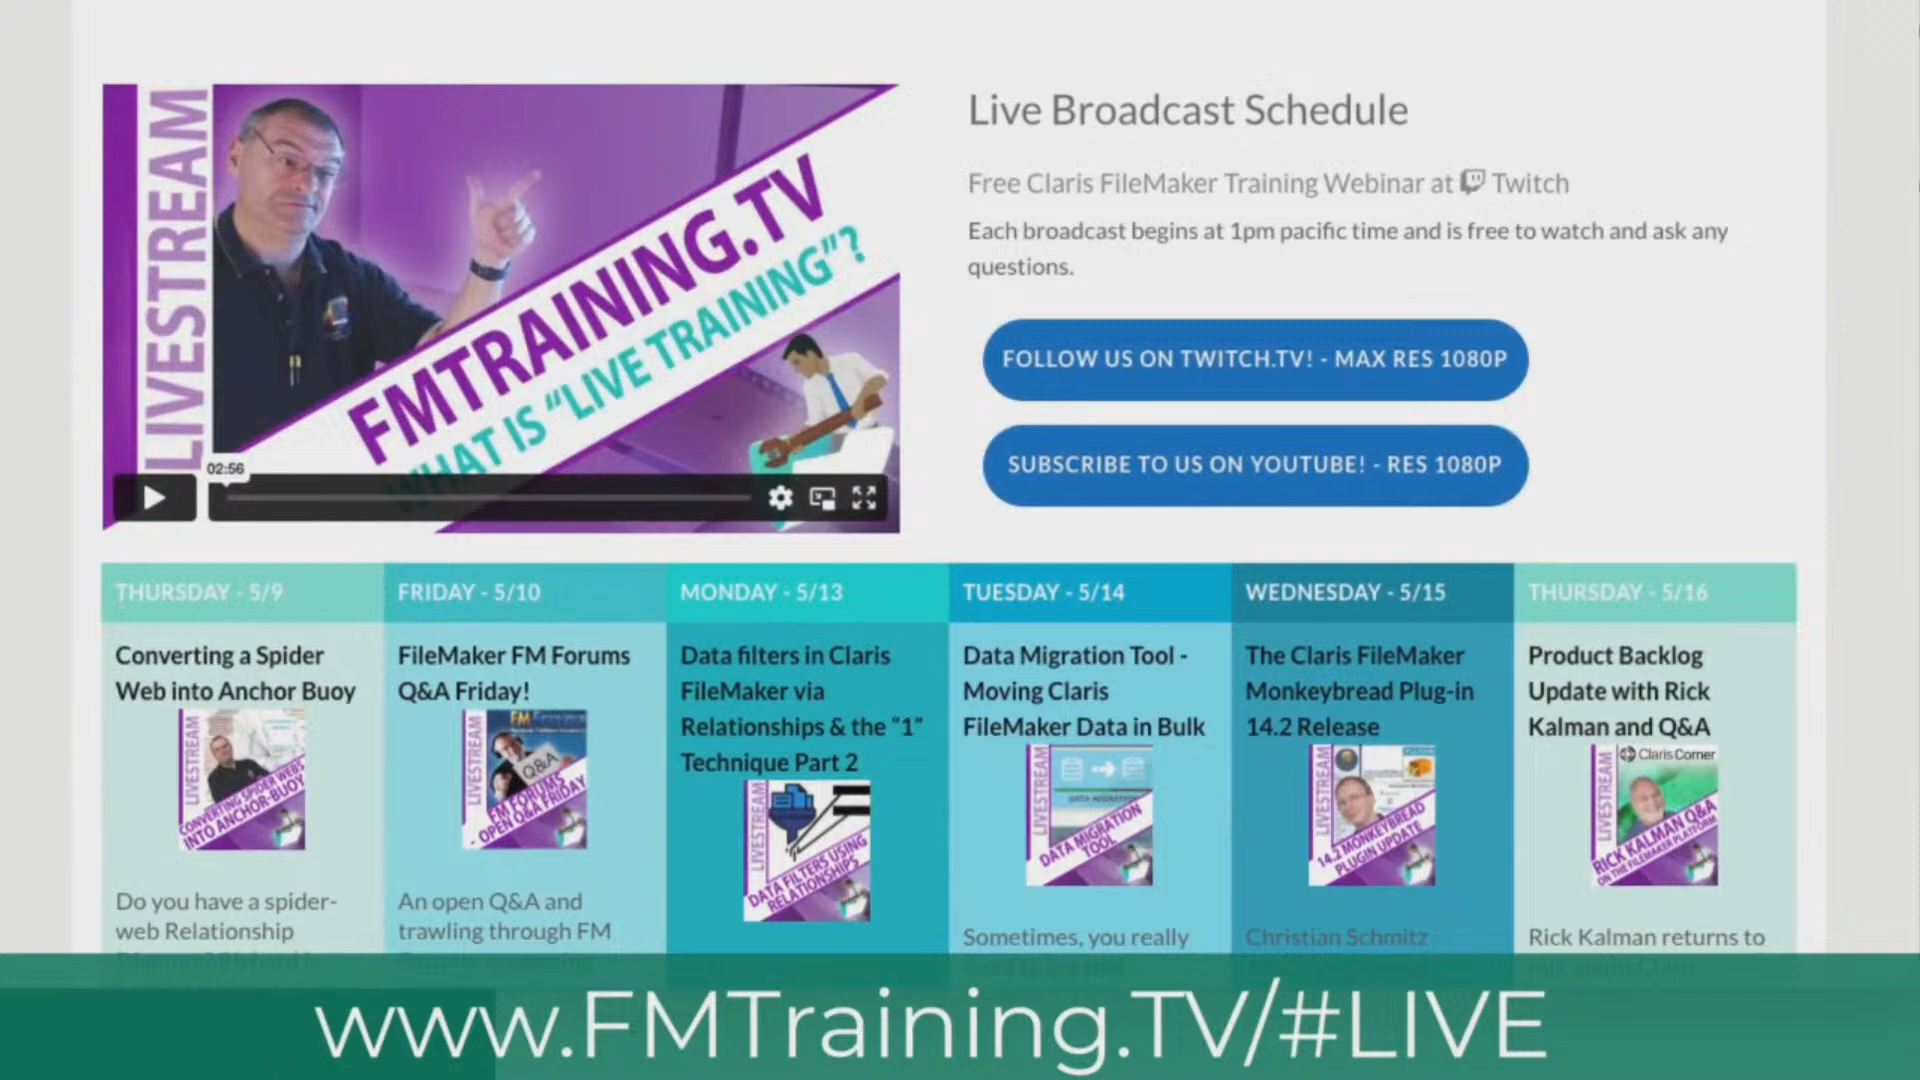 LIVESTREAM
FMTRAINING.TV
WHAT IS "LIVE TRAINING"?
02:56
Live Broadcast Schedule
Free Claris FileMaker Training Webinar at Twitch
Each broadcast begins at 1pm pacific time and is free to watch and ask any
questions.
FOLLOW US ON TWITCH.TV! - MAX RES 1080P
SUBSCRIBE TO US ON YOUTUBE! - RES 1080P
THURSDAY - 5/9
Converting a Spider
Web into Anchor Buoy
LIVESTREAM
CONVERTING SPIDER WEBS
INTO ANCHOR-BUOY
Do you have a spider-
web Relationship
FRIDAY - 5/10
FileMaker FM Forums
Q&A Friday!
LIVESTREAM
FM
Q&A
FM FORUMS
OPEN Q&A FRIDAY
An open Q&A and
trawling through FM
MONDAY - 5/13
Data filters in Claris
FileMaker via
Relationships & the "1"
Technique Part 2
LIVESTREAM
DATA FILTERS USING
RELATIONSHIPS
TUESDAY - 5/14
Data Migration Tool -
Moving Claris
FileMaker Data in Bulk
LIVESTREAM
DATA MIGRATION
DATA MIGRATION
TOOL
Sometimes, you really
WEDNESDAY - 5/15
The Claris FileMaker
Monkeybread Plug-in
14.2 Release
LIVESTREAM
14.2 MONKEYBREAD
PLUGIN UPDATE
Christian Schmitz
THURSDAY - 5/16
Product Backlog
Update with Rick
Kalman and Q&A
Claris Corner
LIVESTREAM
RICK KALMAN Q&A
ON THE FILEMAKER PLATFORM
Rick Kalman returns to
www.FMTraining.TV/#LIVE